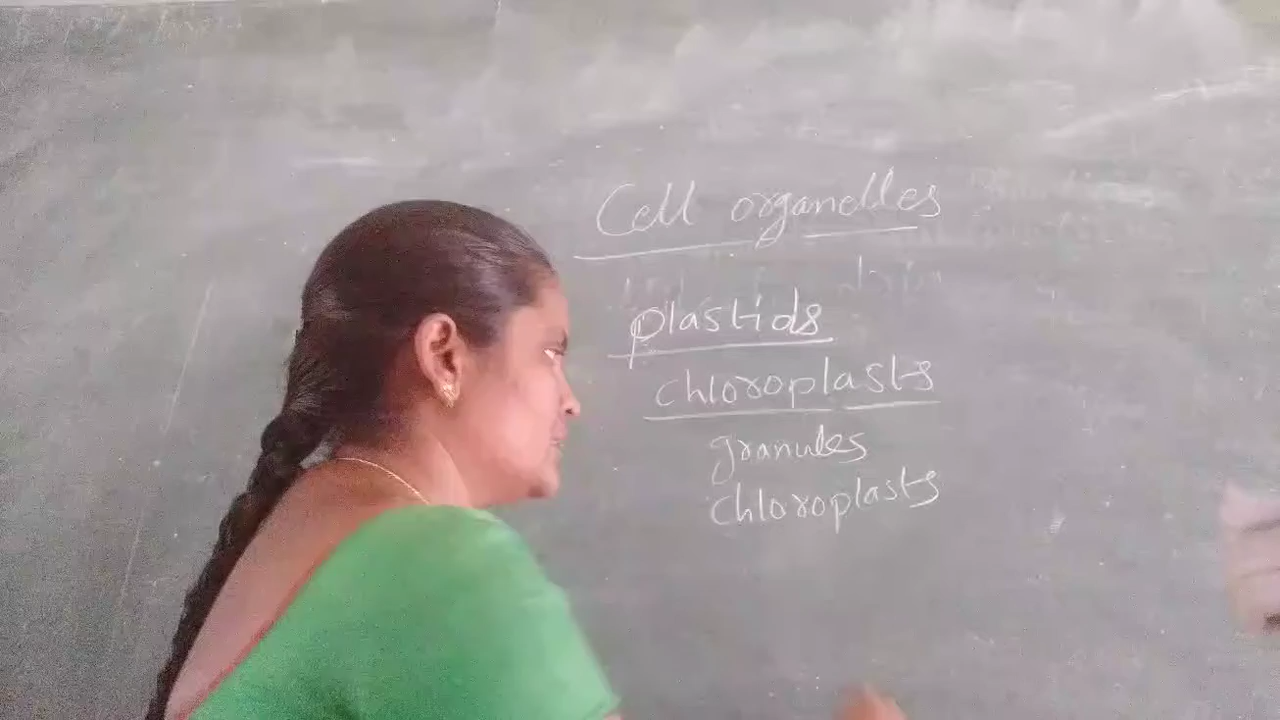 Cell organelles
plastids
chloroplasts
granules
chloroplasts